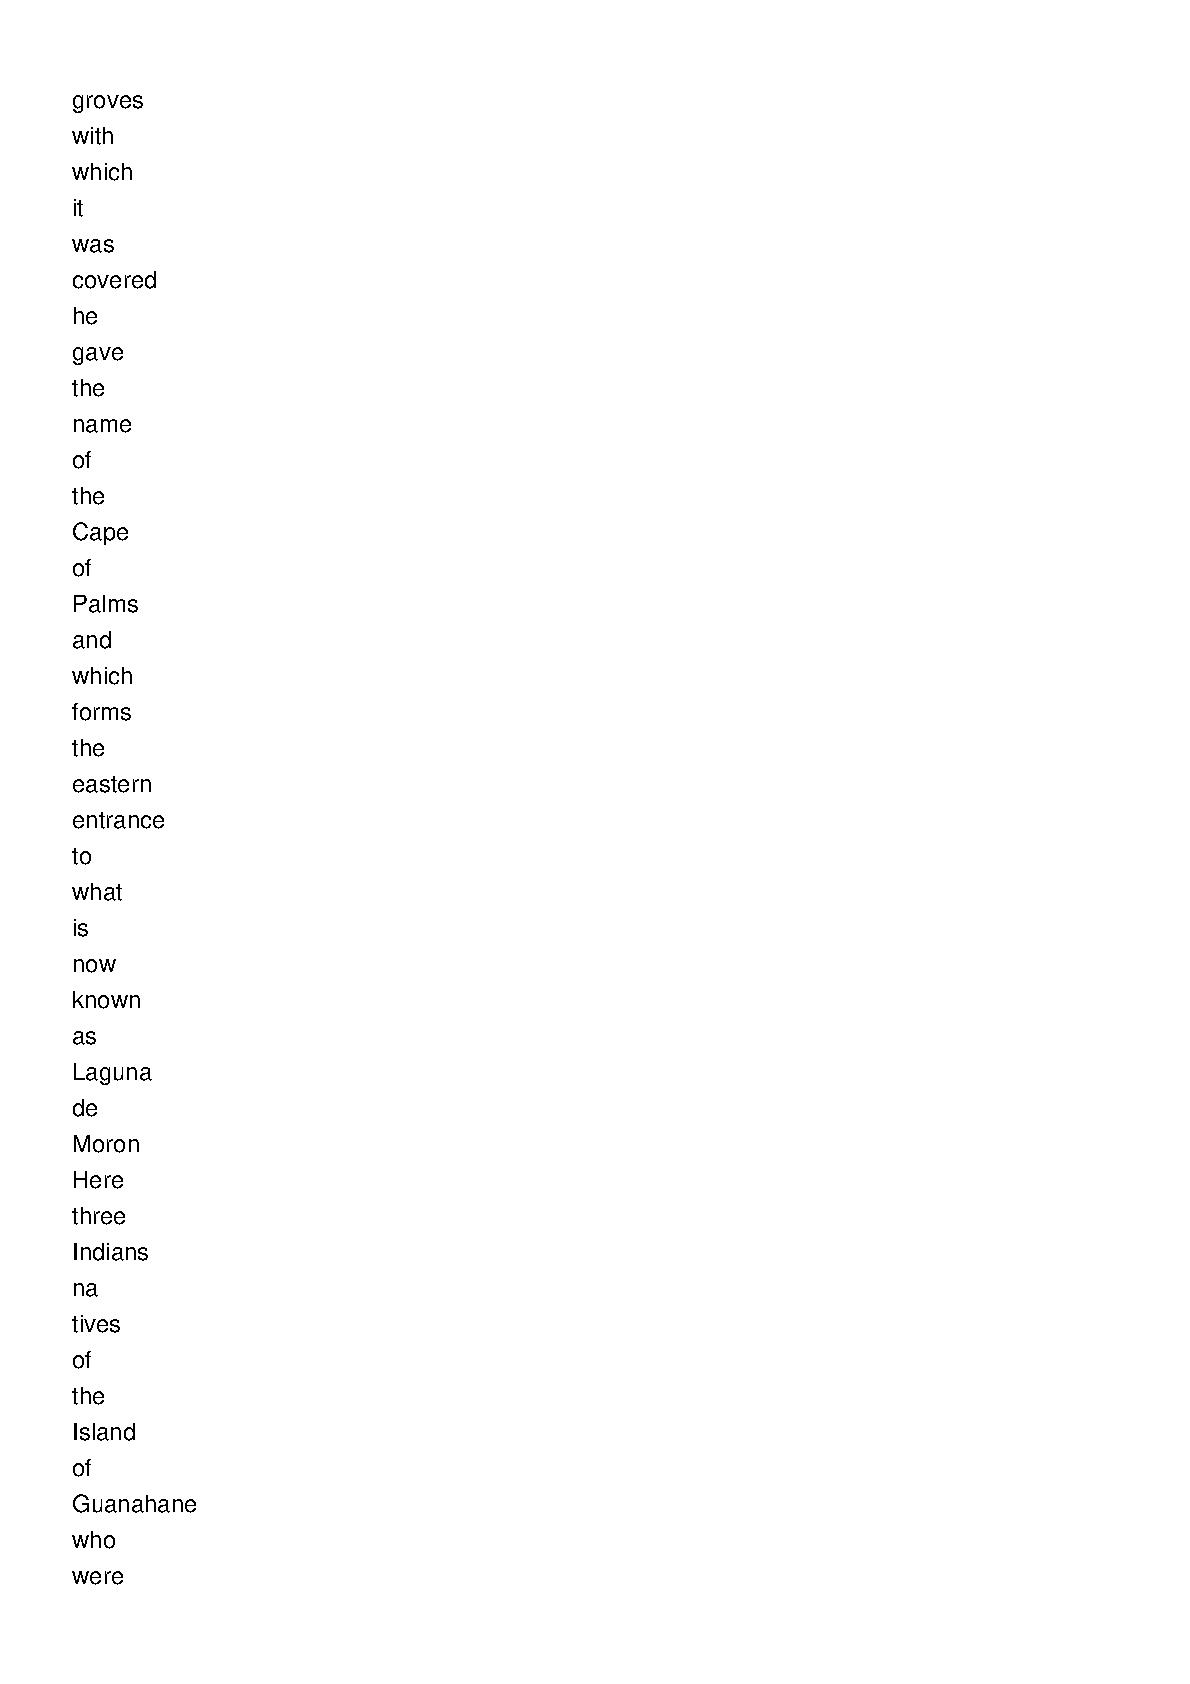 groves
with
which
it
was
covered
he
gave
the
name
of
the
Cape
of
Palms
and
which
forms
the
eastern
entrance
to
what
is
now
known
as
Laguna
de
Moron
Here
three
Indians
na
tives
of
the
Island
of
Guanahane
who
were